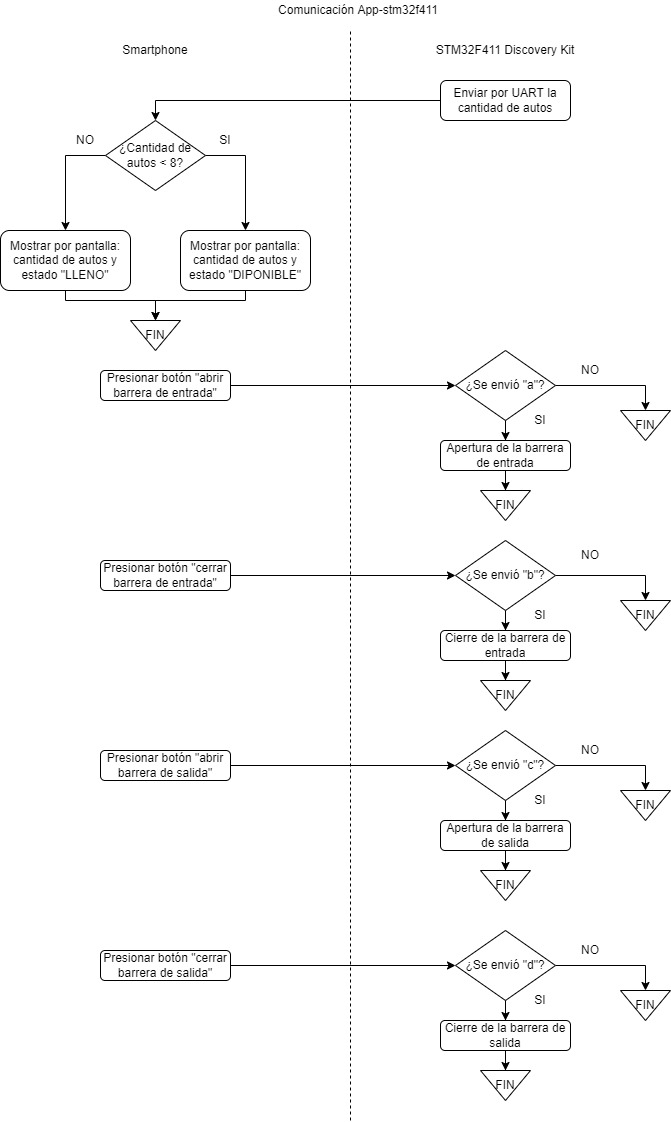 Comunicación App-stm32f411
Smartphone
STM32F411 Discovery Kit
Enviar por UART la
cantidad de autos
¿Cantidad de
autos < 8?
NO
SI
Mostrar por pantalla:
cantidad de autos y
estado "LLENO"
Mostrar por pantalla:
cantidad de autos y
estado "DIPONIBLE"
FIN
Presionar botón "abrir
barrera de entrada"
¿Se envió "a"?
NO
FIN
SI
Apertura de la barrera
de entrada
FIN
Presionar botón "cerrar
barrera de entrada"
¿Se envió "b"?
NO
FIN
SI
Cierre de la barrera de
entrada
FIN
Presionar botón "abrir
barrera de salida"
¿Se envió "c"?
NO
FIN
SI
Apertura de la barrera
de salida
FIN
Presionar botón "cerrar
barrera de salida"
¿Se envió "d"?
NO
FIN
SI
Cierre de la barrera de
salida
FIN